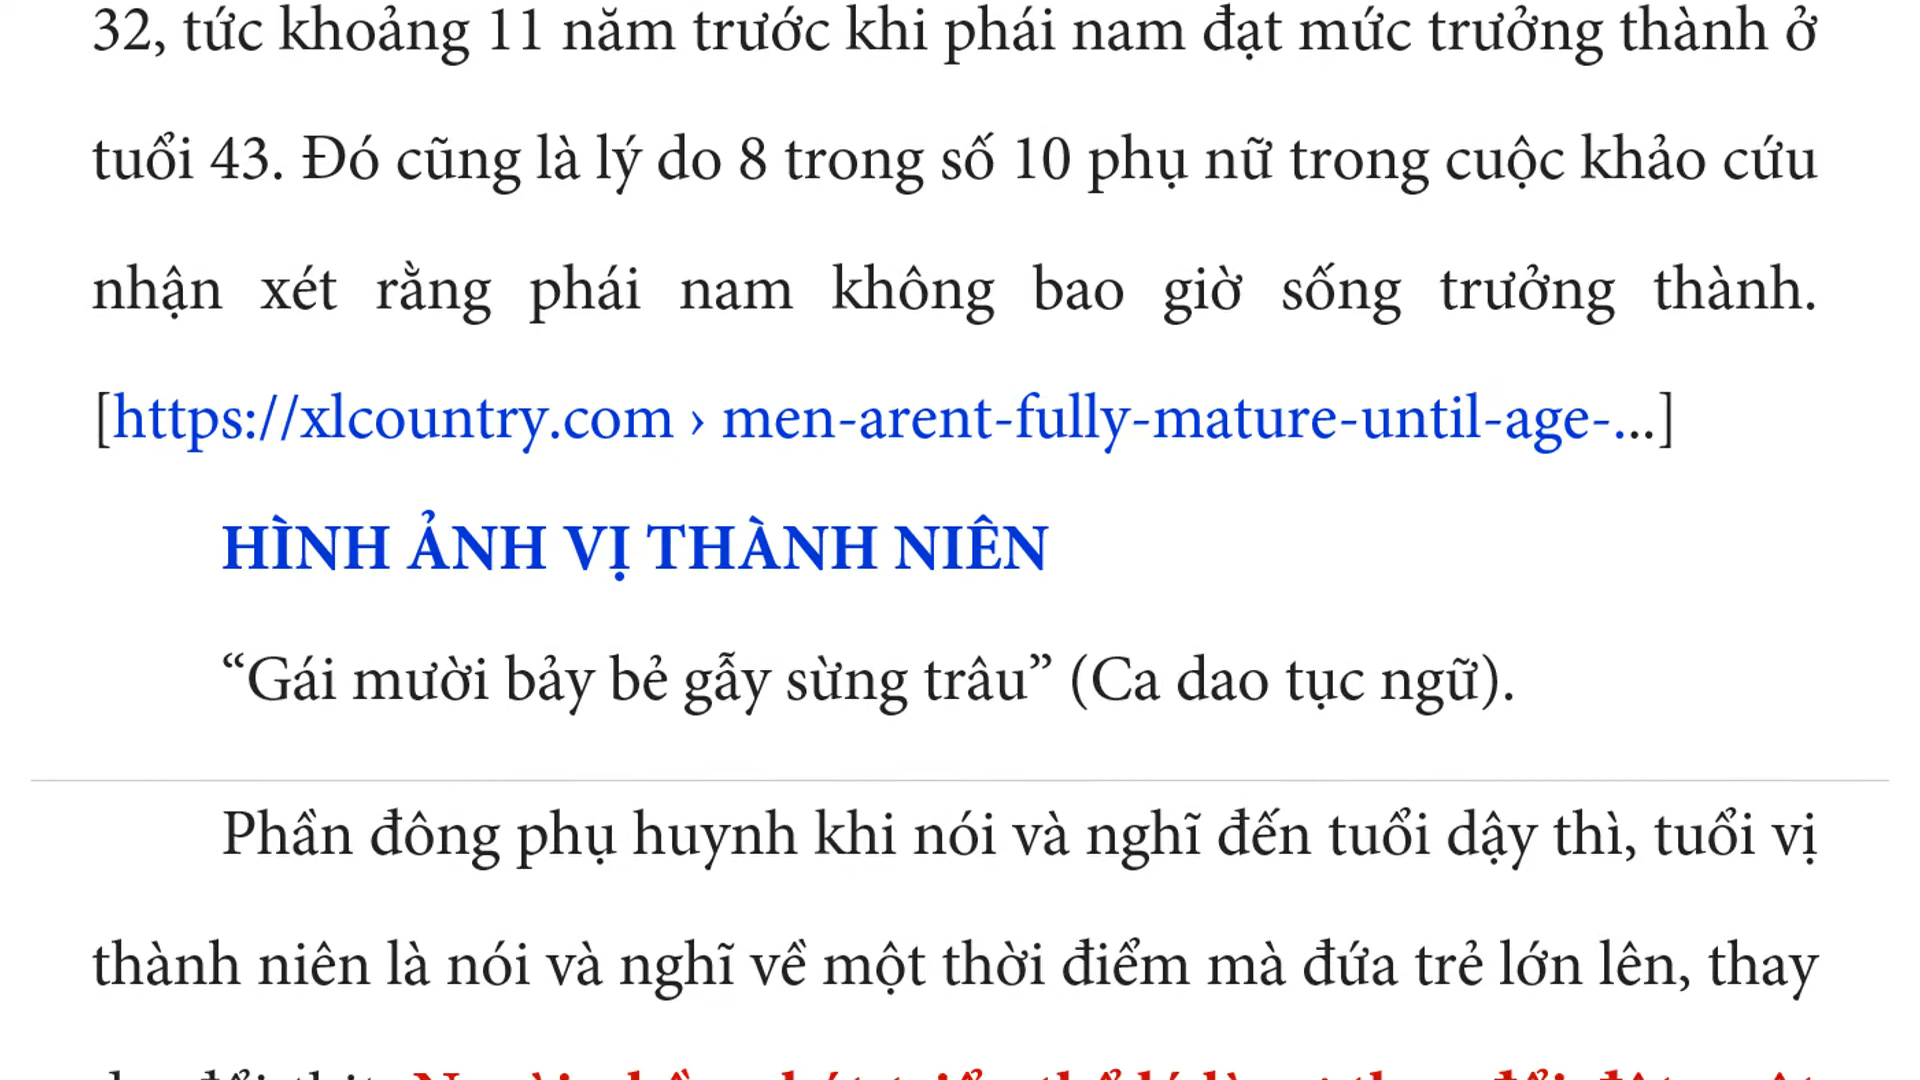 32, tức khoảng 11 năm trước khi phái nam đạt mức trưởng thành ở
tuổi 43. Đó cũng là lý do 8 trong số 10 phụ nữ trong cuộc khảo cứu
nhận xét rằng phái nam không bao giờ sống trưởng thành.
[https://xlcountry.com › men-arent-fully-mature-until-age-...]
HÌNH ẢNH VỊ THÀNH NIÊN
“Gái mười bảy bẻ gẫy sừng trâu” (Ca dao tục ngữ).
Phần đông phụ huynh khi nói và nghĩ đến tuổi dậy thì, tuổi vị
thành niên là nói và nghĩ về một thời điểm mà đứa trẻ lớn lên, thay